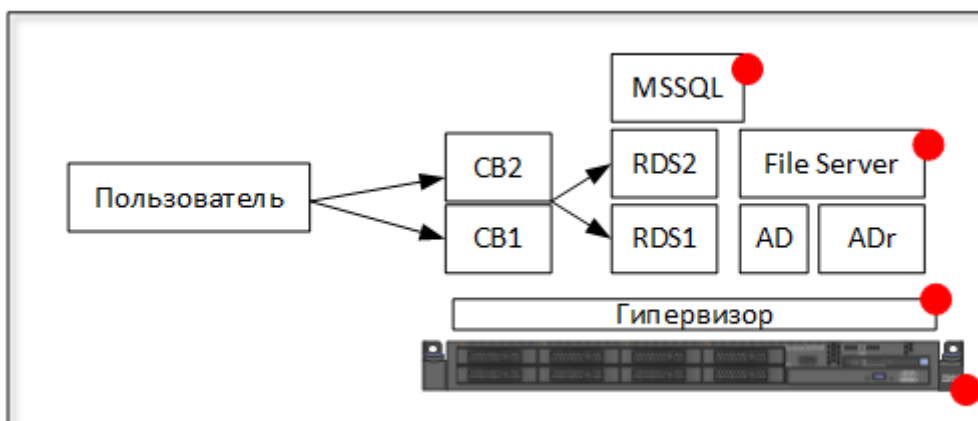 MSSQL
CB2
RDS2
File Server
Пользователь
CB1
RDS1
AD
ADr
Гипервизор